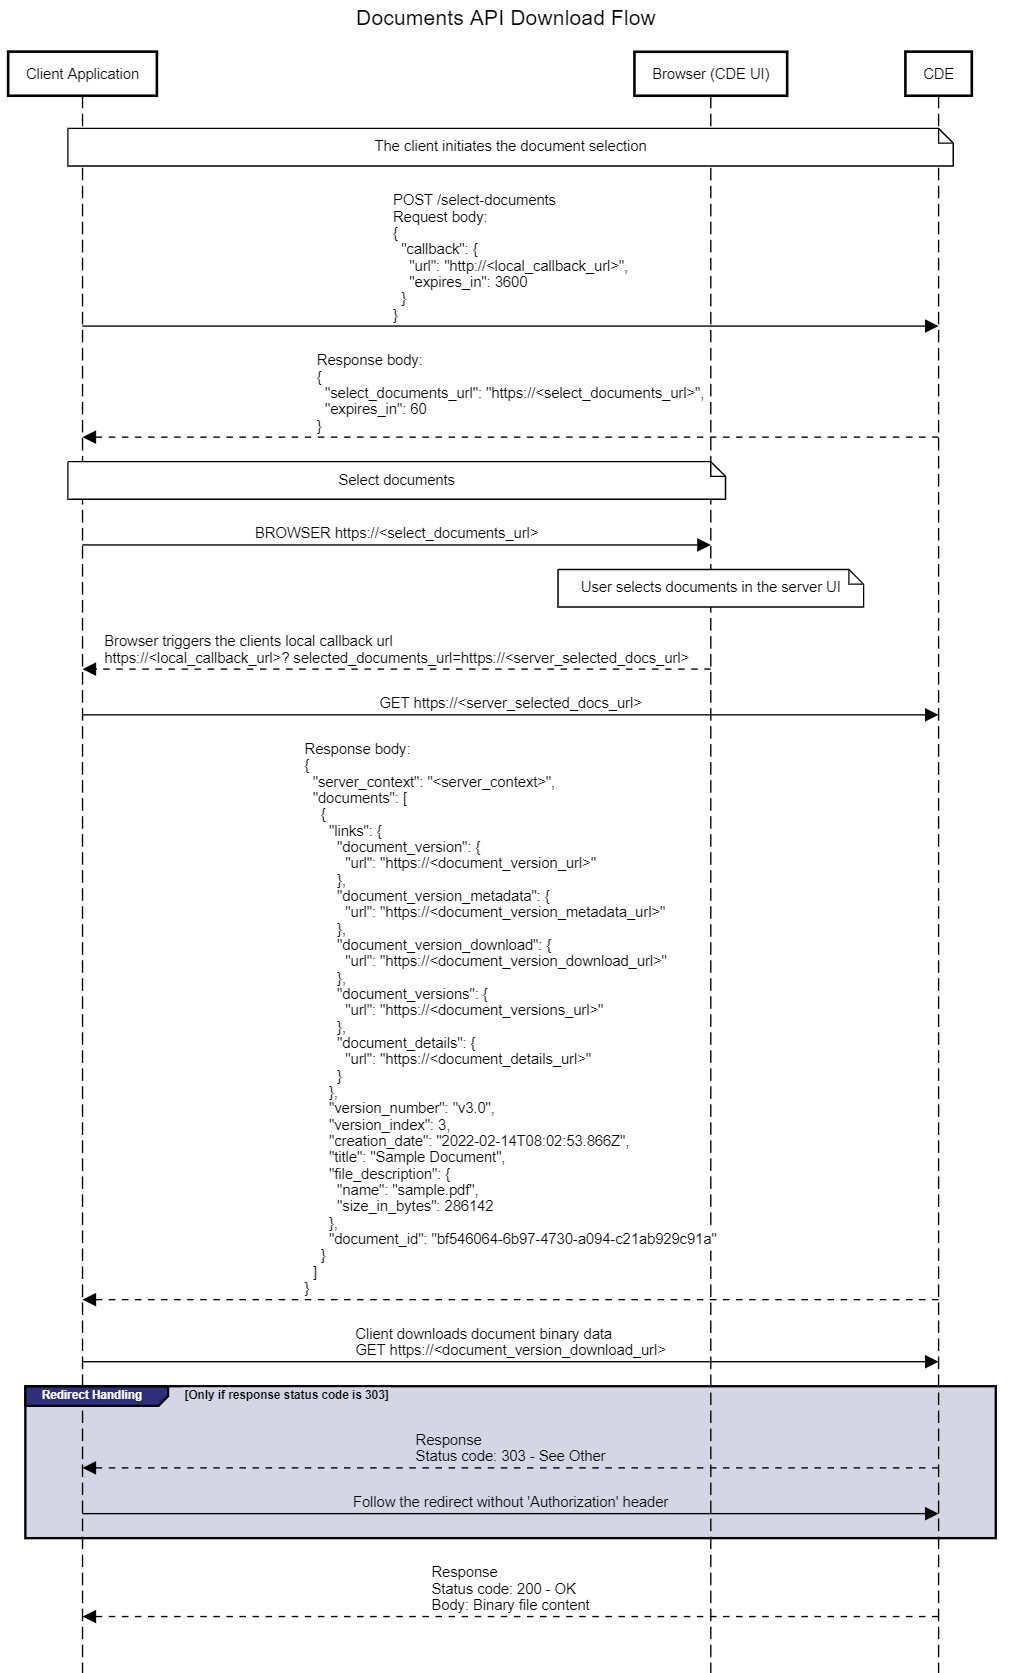 Documents API Download Flow
Client Application
Browser (CDE UI)
CDE
The client initiates the document selection
POST /select-documents
Request body:
{
"callback": {
"url": "http://<local_callback_url>",
"expires_in": 3600
}
}
Response body:
{
"select_documents_url": "https://<select_documents_url>",
"expires_in": 60
}
Select documents
BROWSER https://<select_documents_url>
User selects documents in the server UI
Browser triggers the clients local callback url
https://<local_callback_url>? selected_documents_url=https://<server_selected_docs_url>
GET https://<server_selected_docs_url>
Response body:
{
"server_context": "<server_context>",
"documents": [
{
"links": {
"document_version": {
"url": "https://<document_version_url>"
},
"document_version_metadata": {
"url": "https://<document_version_metadata_url>"
},
"document_version_download": {
"url": "https://<document_version_download_url>"
},
"document_versions": {
"url": "https://<document_versions_url>"
},
"document_details": {
"url": "https://<document_details_url>"
}
},
"version_number": "v3.0",
"version_index": 3,
"creation_date": "2022-02-14T08:02:53.866Z",
"title": "Sample Document",
"file_description": {
"name": "sample.pdf",
"size_in_bytes": 286142
},
"document_id": "bf546064-6b97-4730-a094-c21ab929c91a"
}
]
}
Client downloads document binary data
GET https://<document_version_download_url>
Redirect Handling
[Only if response status code is 303]
Response
Status code: 303 - See Other
Follow the redirect without 'Authorization' header
Response
Status code: 200 - OK
Body: Binary file content